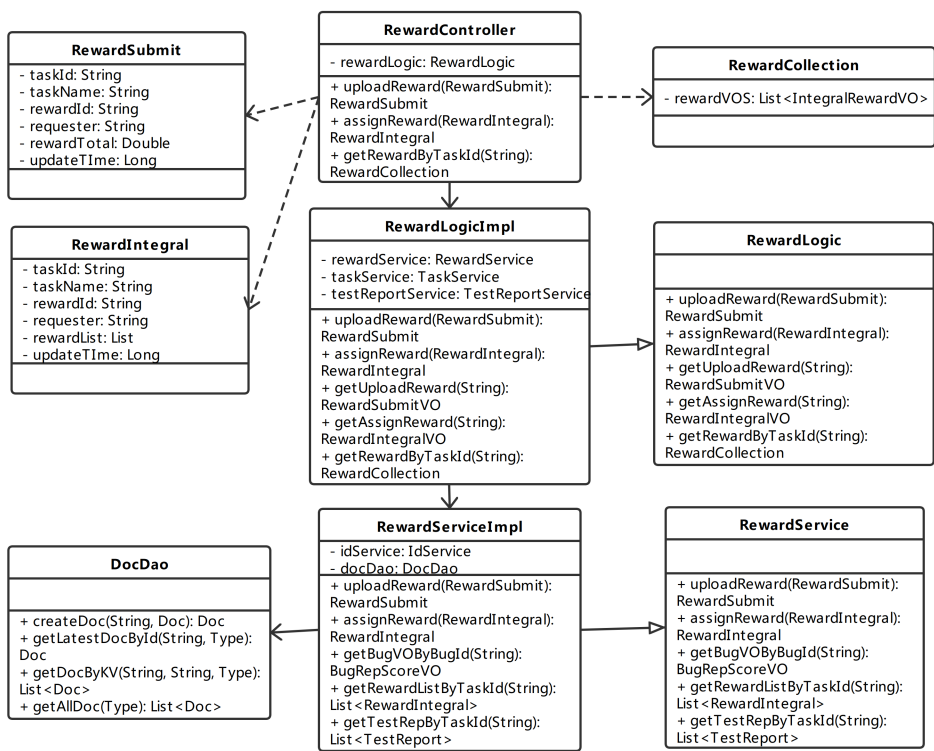 RewardSubmit
- taskId: String
- taskName: String
- rewardId: String
- requester: String
- rewardTotal: Double
- updateTIme: Long
RewardController
- rewardLogic: RewardLogic
+ uploadReward(RewardSubmit):
RewardSubmit
+ assignReward(RewardIntegral):
RewardIntegral
+ getRewardByTaskId(String):
RewardCollection
RewardCollection
- rewardVOS: List<IntegralRewardVO>
RewardIntegral
- taskId: String
- taskName: String
- rewardId: String
- requester: String
- rewardList: List
- updateTIme: Long
RewardLogicImpl
- rewardService: RewardService
- taskService: TaskService
- testReportService: TestReportService
+ uploadReward(RewardSubmit):
RewardSubmit
+ assignReward(RewardIntegral):
RewardIntegral
+ getUploadReward(String):
RewardSubmitVO
+ getAssignReward(String):
RewardIntegralVO
+ getRewardByTaskId(String):
RewardCollection
RewardLogic
+ uploadReward(RewardSubmit):
RewardSubmit
+ assignReward(RewardIntegral):
RewardIntegral
+ getUploadReward(String):
RewardSubmitVO
+ getAssignReward(String):
RewardIntegralVO
+ getRewardByTaskId(String):
RewardCollection
DocDao
+ createDoc(String, Doc): Doc
+ getLatestDocById(String, Type):
Doc
+ getDocByKV(String, String, Type):
List<Doc>
+ getAllDoc(Type): List<Doc>
RewardServiceImpl
- idService: IdService
- docDao: DocDao
+ uploadReward(RewardSubmit):
RewardSubmit
+ assignReward(RewardIntegral):
RewardIntegral
+ getBugVOByBugId(String):
BugRepScoreVO
+ getRewardListByTaskId(String):
List<RewardIntegral>
+ getTestRepByTaskId(String):
List<TestReport>
RewardService
+ uploadReward(RewardSubmit):
RewardSubmit
+ assignReward(RewardIntegral):
RewardIntegral
+ getBugVOByBugId(String):
BugRepScoreVO
+ getRewardListByTaskId(String):
List<RewardIntegral>
+ getTestRepByTaskId(String):
List<TestReport>